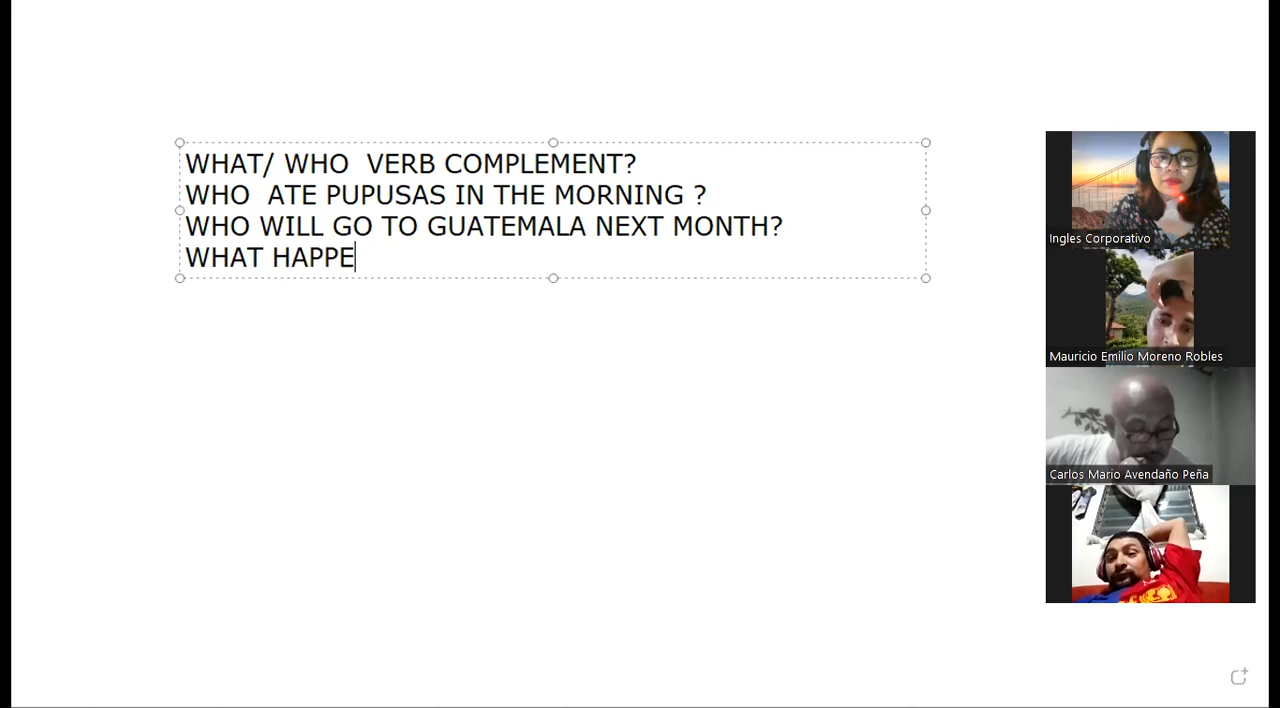 WHAT/ WHO  VERB COMPLEMENT?
WHO  ATE PUPUSAS IN THE MORNING ?
WHO WILL GO TO GUATEMALA NEXT MONTH?
WHAT HAPPE
Ingles Corporativo
Mauricio Emilio Moreno Robles
Carlos Mario Avendaño Peña